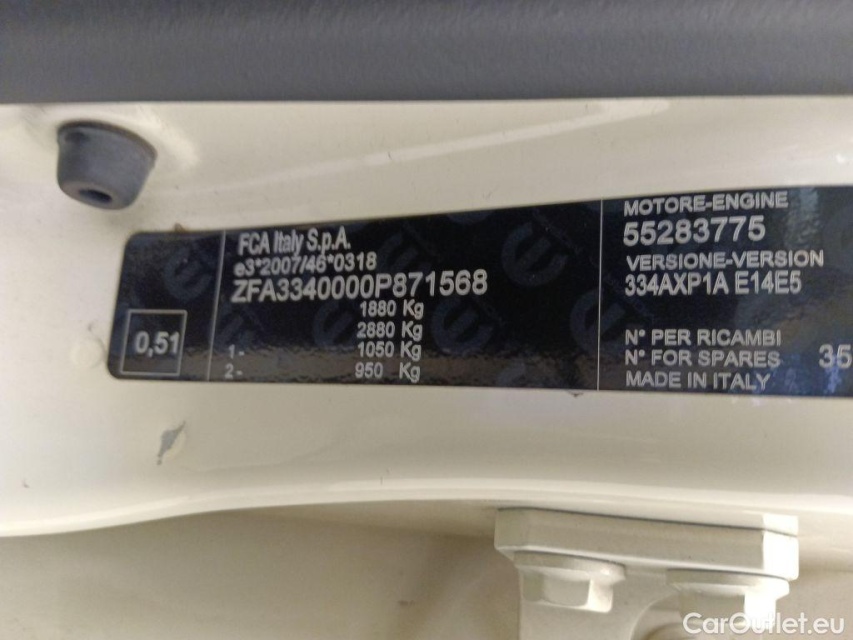 0,51
FCA Italy S.p.A.
e3*2007/46*0318
ZFA3340000P871568
1880 Kg
2880 Kg
1- 1050 Kg
2- 950 Kg
MOTORE-ENGINE
55283775
VERSIONE-VERSION
334AXP1A E14E5
N° PER RICAMBI
N° FOR SPARES 35
MADE IN ITALY
CarOutlet.eu